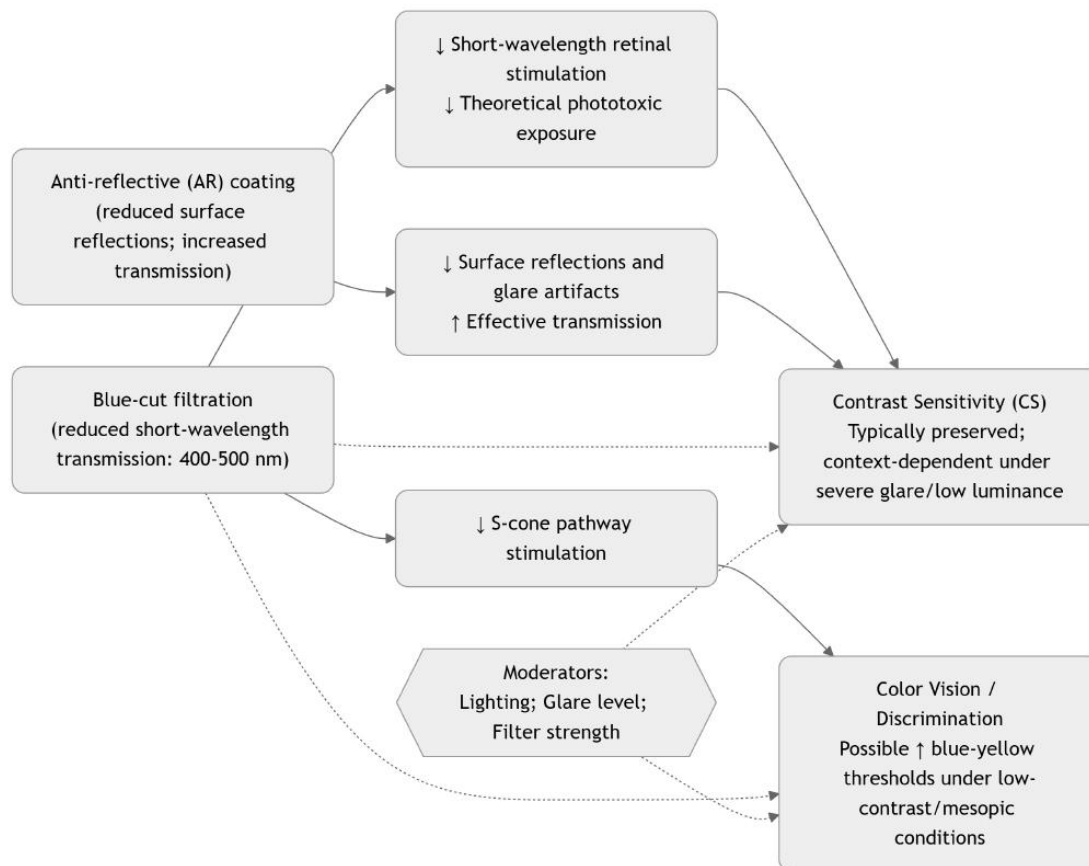 ↓ Short-wavelength retinal
stimulation
↓ Theoretical phototoxic
exposure
Anti-reflective (AR) coating
(reduced surface
reflections; increased
transmission)
↓ Surface reflections and
glare artifacts
↑ Effective transmission
Blue-cut filtration
(reduced short-wavelength
transmission: 400-500 nm)
Contrast Sensitivity (CS)
Typically preserved;
context-dependent under
severe glare/low luminance
↓ S-cone pathway
stimulation
Moderators:
Lighting; Glare level;
Filter strength
Color Vision /
Discrimination
Possible ↑ blue-yellow
thresholds under low-
contrast/mesopic
conditions